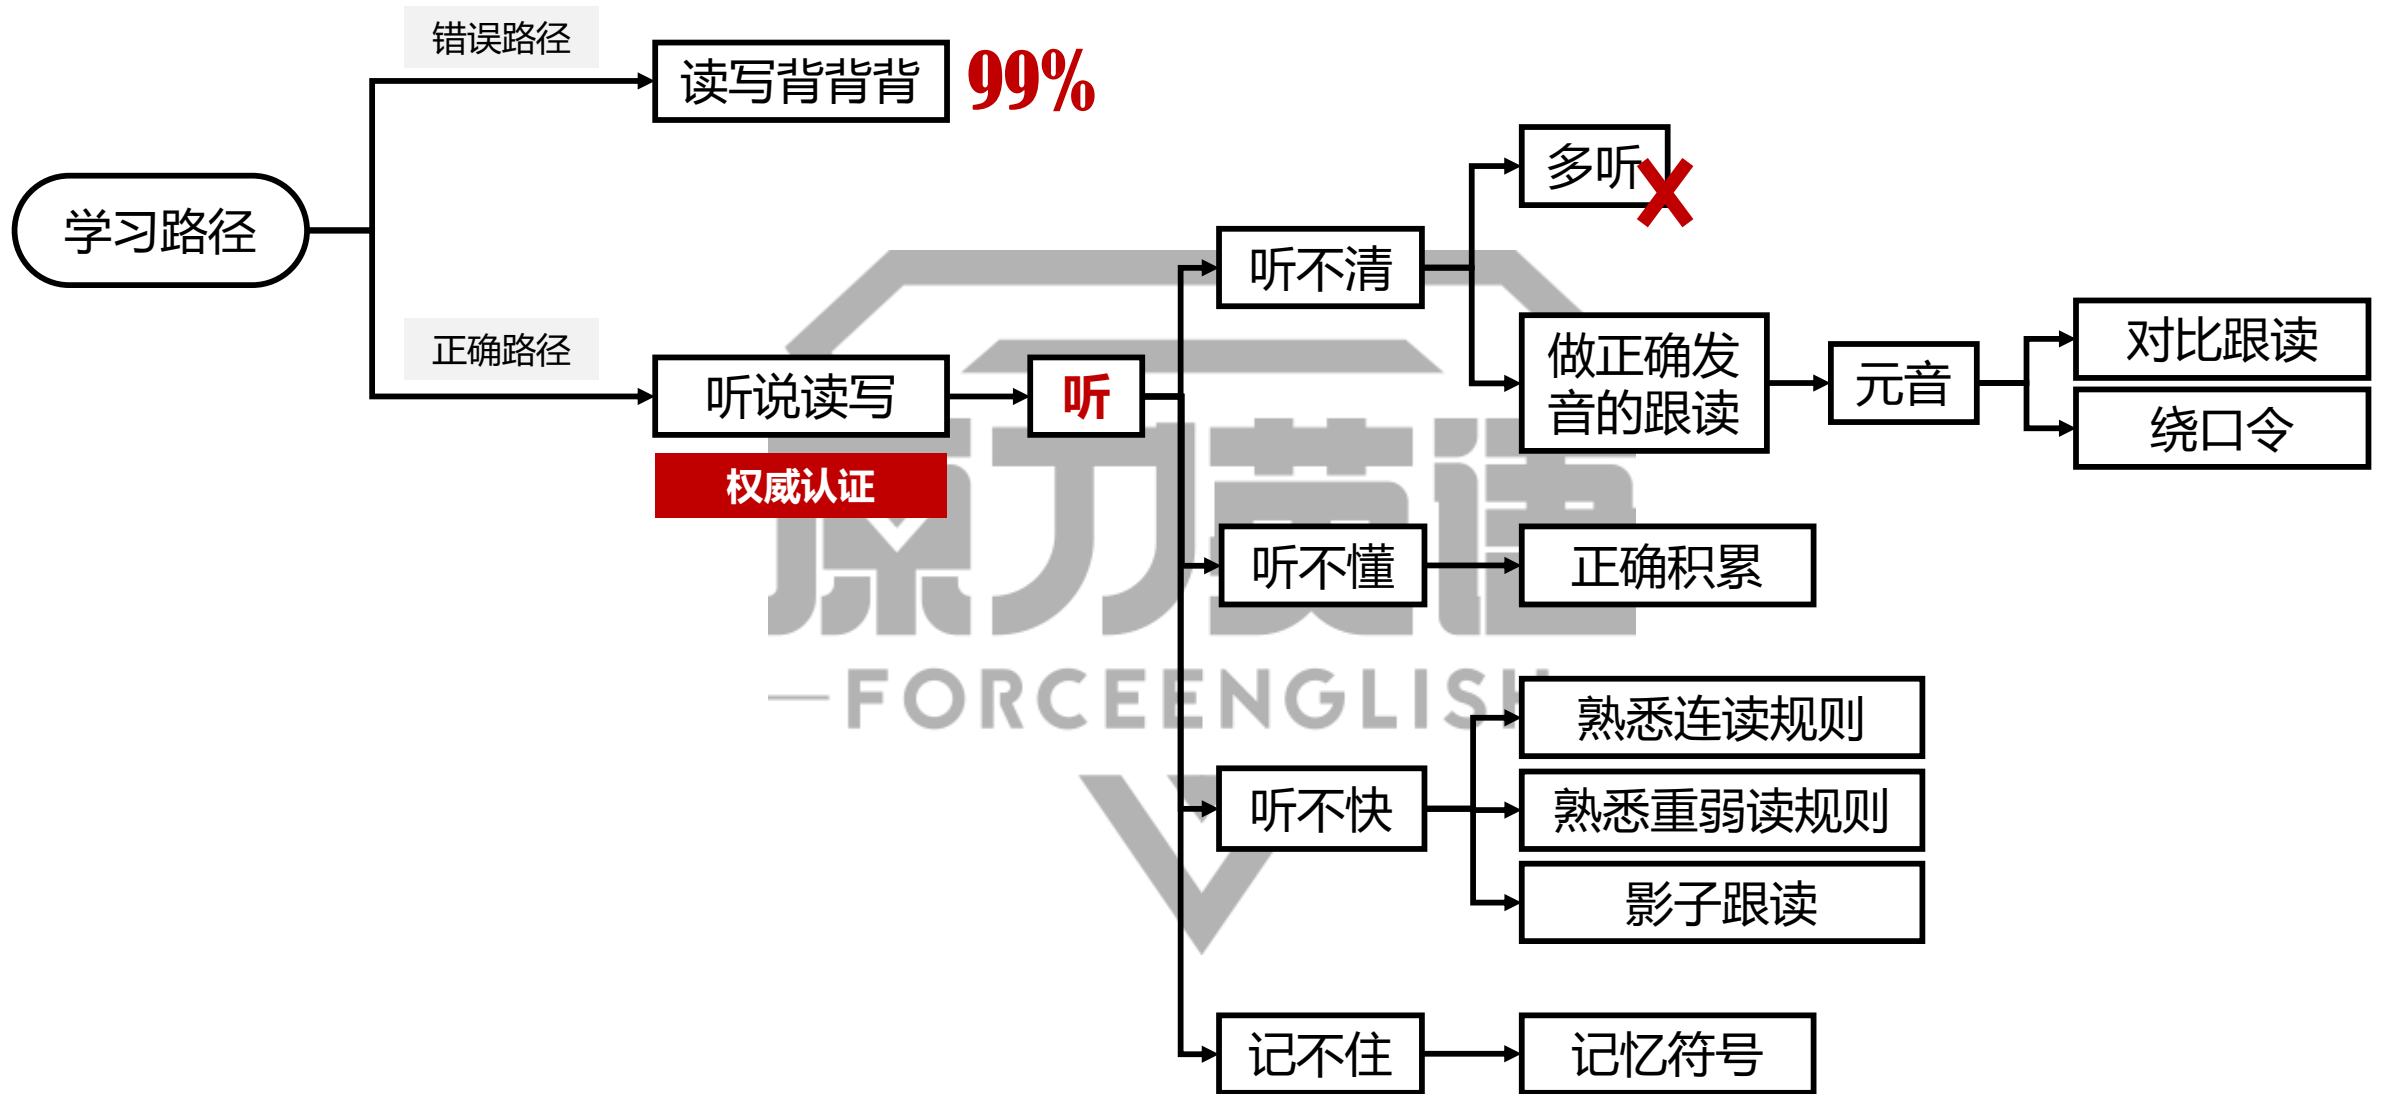 错误路径
读写背背背
99%
学习路径
正确路径
听说读写
权威认证
听
听不清
多听
做正确发
音的跟读
元音
对比跟读
绕口令
听不懂
正确积累
听不快
熟悉连读规则
熟悉重弱读规则
影子跟读
记不住
记忆符号
原力英语
FORCEENGLISH